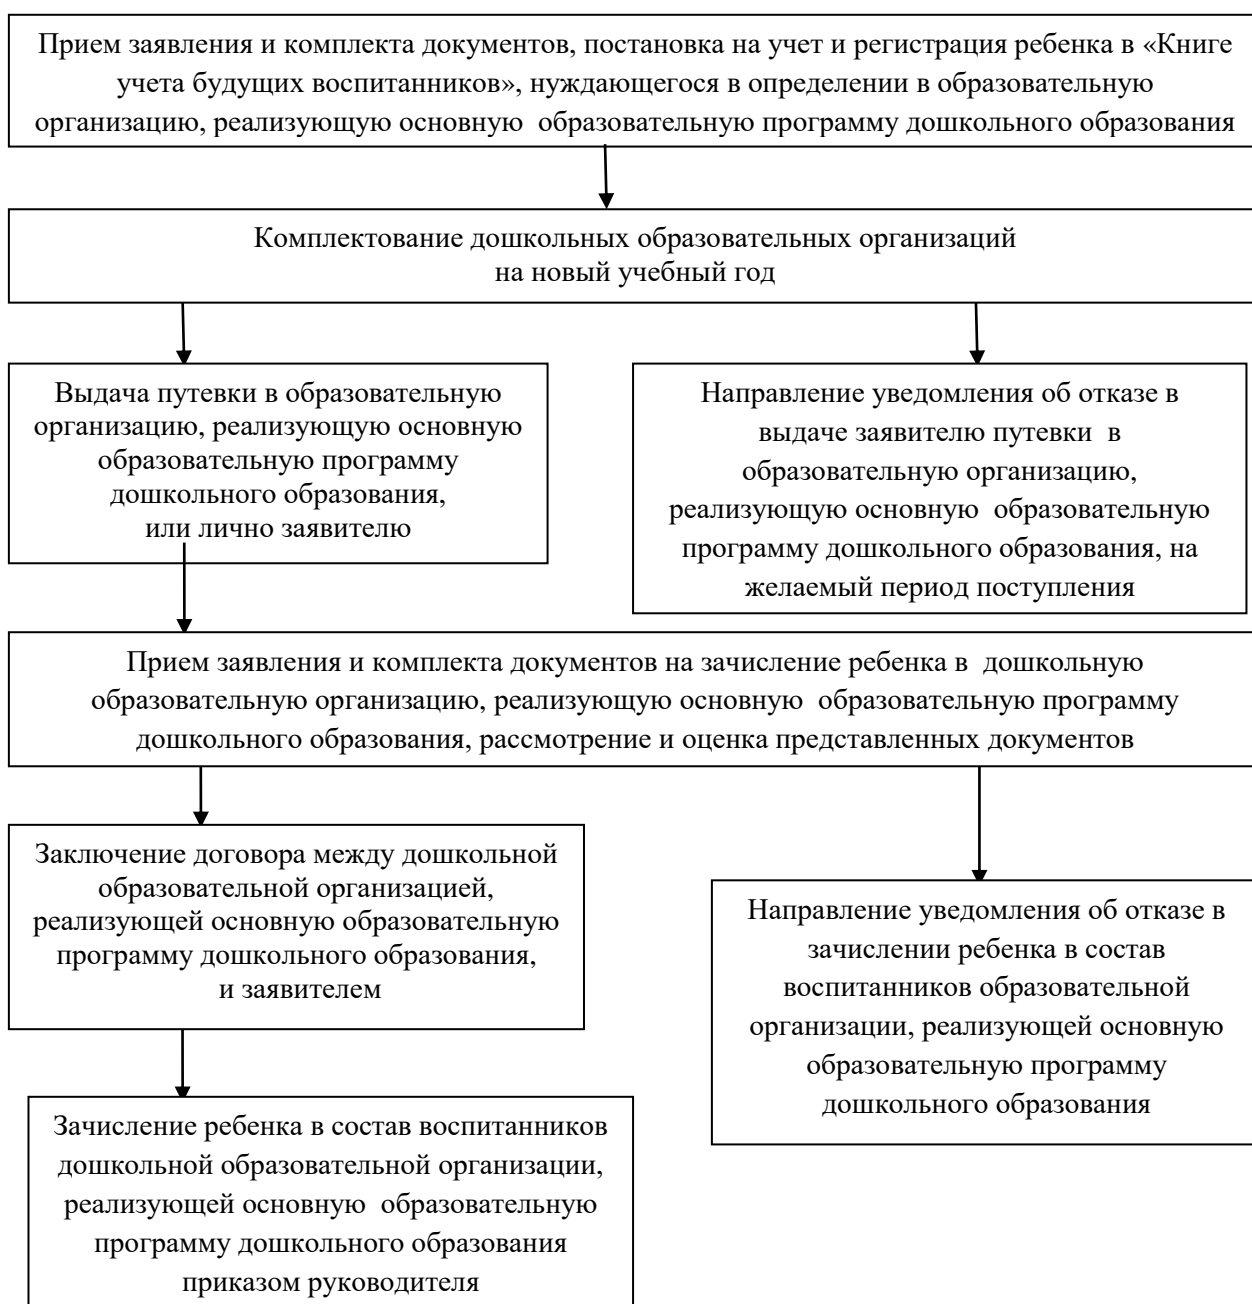 Прием заявления и комплекта документов, постановка на учет и регистрация ребенка в «Книге
учета будущих воспитанников», нуждающегося в определении в образовательную
организацию, реализующую основную образовательную программу дошкольного образования
Комплектование дошкольных образовательных организаций
на новый учебный год
Выдача путевки в образовательную
организацию, реализующую основную
образовательную программу
дошкольного образования,
или лично заявителю
Направление уведомления об отказе в
выдаче заявителю путевки в
образовательную организацию,
реализующую основную образовательную
программу дошкольного образования, на
желаемый период поступления
Прием заявления и комплекта документов на зачисление ребенка в дошкольную
образовательную организацию, реализующую основную образовательную программу
дошкольного образования, рассмотрение и оценка представленных документов
Заключение договора между дошкольной
образовательной организацией,
реализующей основную образовательную
программу дошкольного образования,
и заявителем
Направление уведомления об отказе в
зачислении ребенка в состав
воспитанников образовательной
организации, реализующей основную
образовательную программу
дошкольного образования
Зачисление ребенка в состав воспитанников
дошкольной образовательной организации,
реализующей основную образовательную
программу дошкольного образования
приказом руководителя